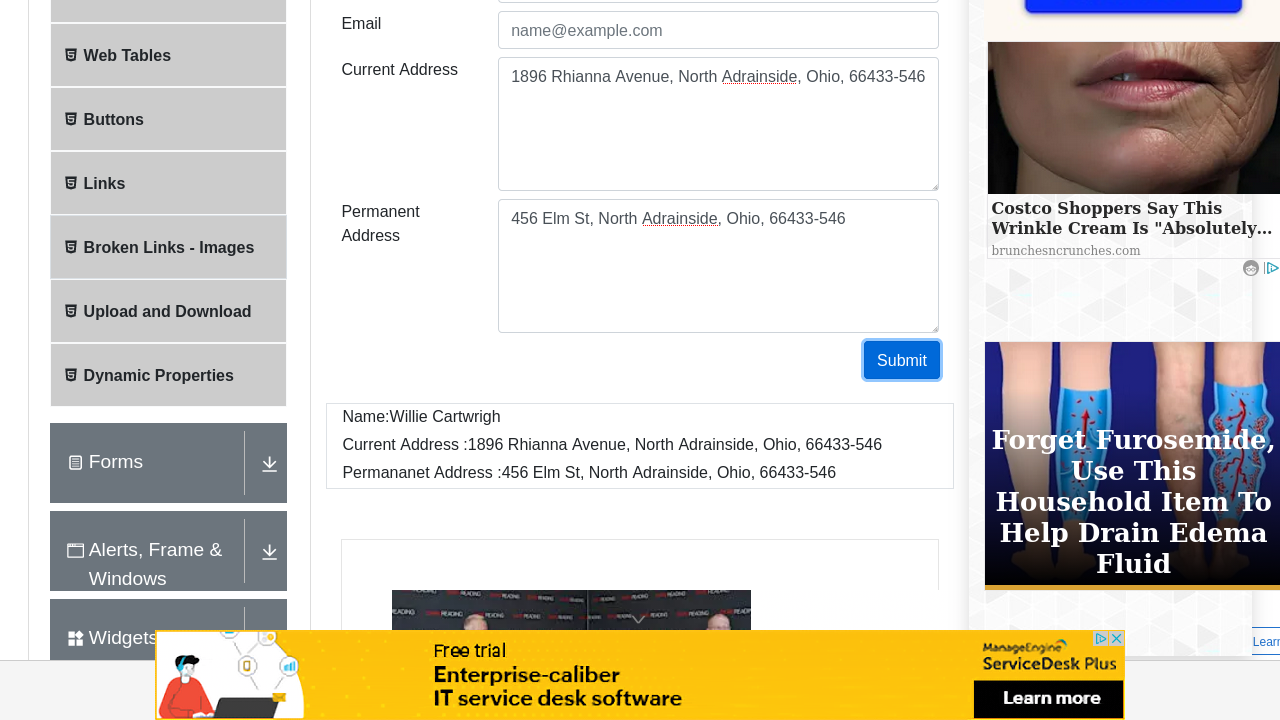 Email
name@example.com
Web Tables
Current Address
1896 Rhianna Avenue, North Adrainside, Ohio, 66433-546
Buttons
Links
Permanent
Address
456 Elm St, North Adrainside, Ohio, 66433-546
Broken Links - Images
Upload and Download
Dynamic Properties
Submit
Name:Willie Cartwrigh
Current Address :1896 Rhianna Avenue, North Adrainside, Ohio, 66433-546
Permananet Address :456 Elm St, North Adrainside, Ohio, 66433-546
Forms
Alerts, Frame &
Windows
Widgets
Costco Shoppers Say This
Wrinkle Cream Is "Absolutely...
brunchesncrunches.com
Forget Furosemide,
Use This
Household Item To
Help Drain Edema
Fluid
Learn
Free trial
Enterprise-caliber
IT service desk software
ManageEngine
ServiceDesk Plus
Learn more